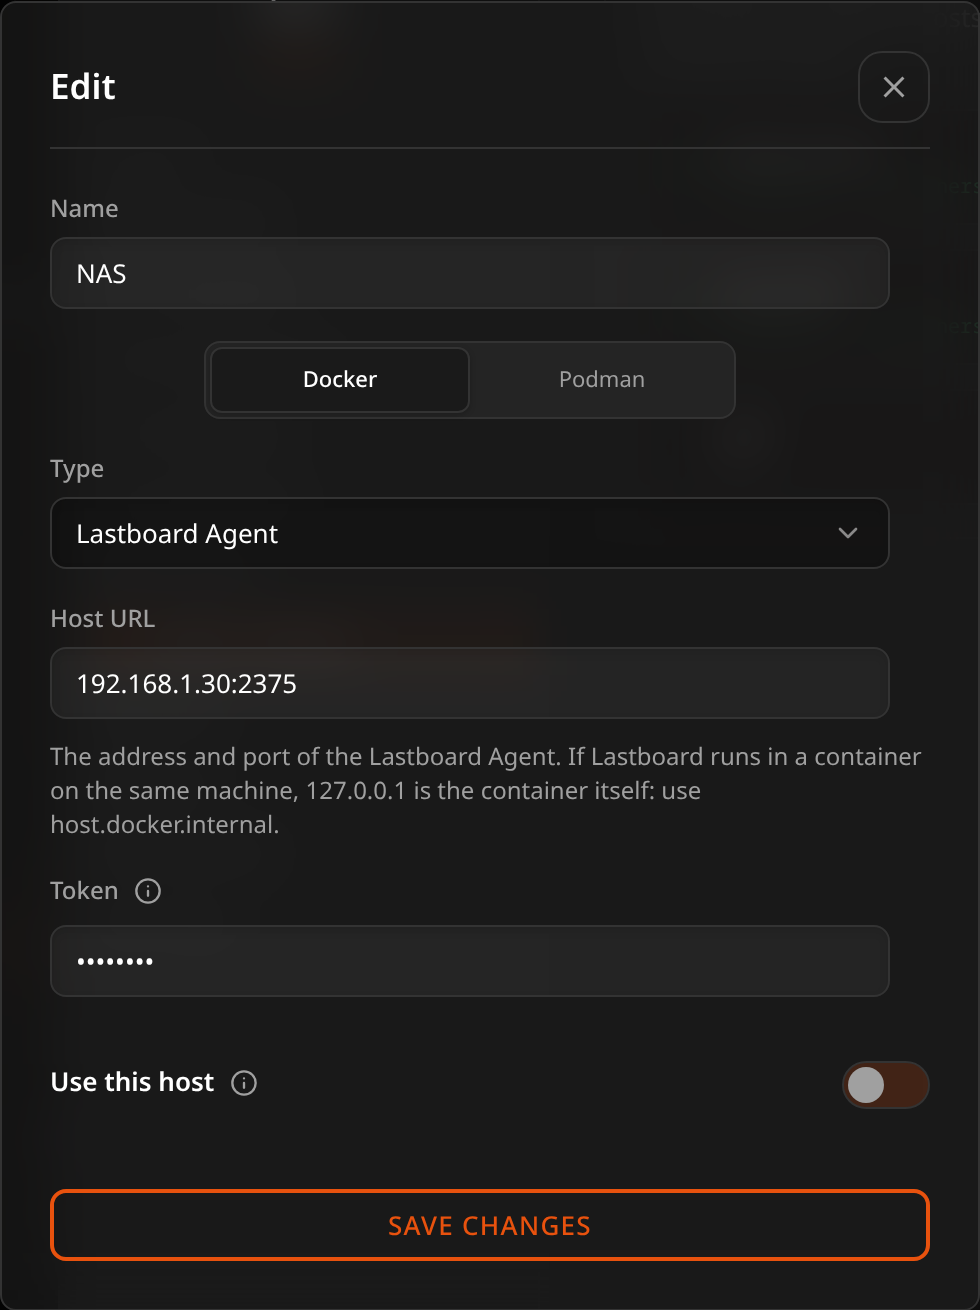 Edit
Name
NAS
Docker
Podman
Type
Lastboard Agent
Host URL
192.168.1.30:2375
The address and port of the Lastboard Agent. If Lastboard runs in a container
on the same machine, 127.0.0.1 is the container itself: use
host.docker.internal.
Token
••••••••
Use this host
SAVE CHANGES